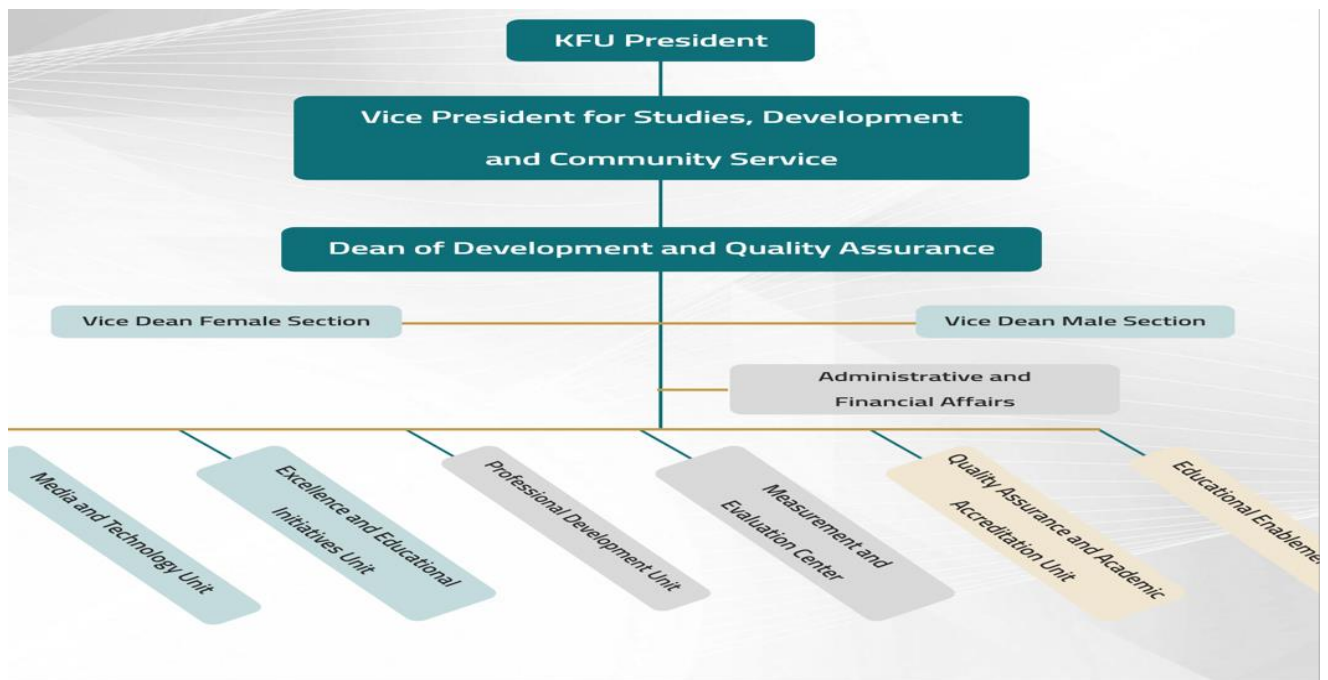 KFU President
Vice President for Studies, Development
and Community Service
Dean of Development and Quality Assurance
Vice Dean Female Section
Vice Dean Male Section
Administrative and
Financial Affairs
Media and Technology Unit
Excellence and Educational
Initiatives Unit
Professional Development Unit
Measurement and
Evaluation Center
Quality Assurance and Academic
Accreditation Unit
Educational